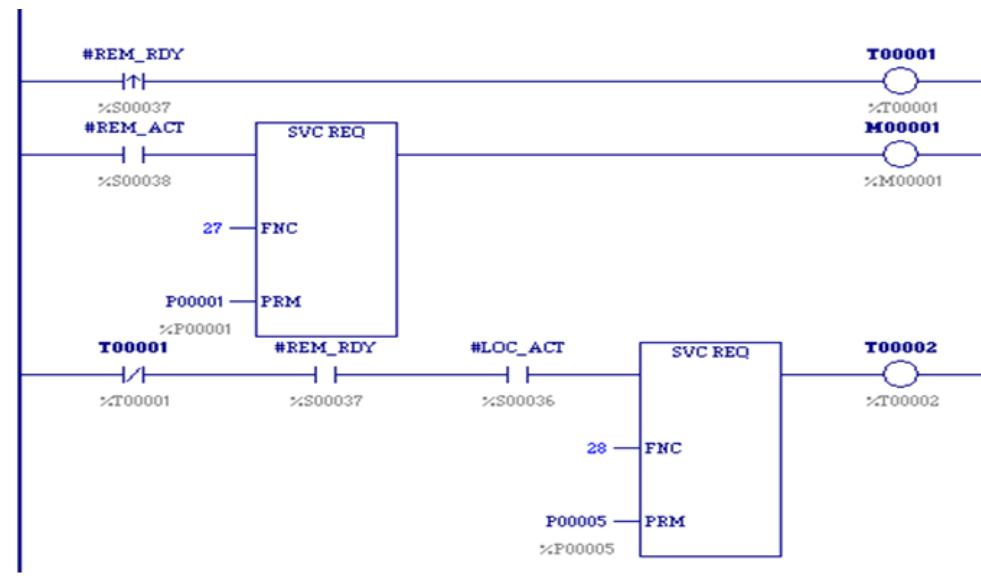 #REM_RDY T00001
%S00037 %T00001
#REM_ACT SVC REQ M00001
%S00038 %M00001
27 FNC
P00001 PRM
%P00001
T00001 #REM_RDY #LOC_ACT SVC REQ T00002
%T00001 %S00037 %S00036 %T00002
28 FNC
P00005 PRM
%P00005